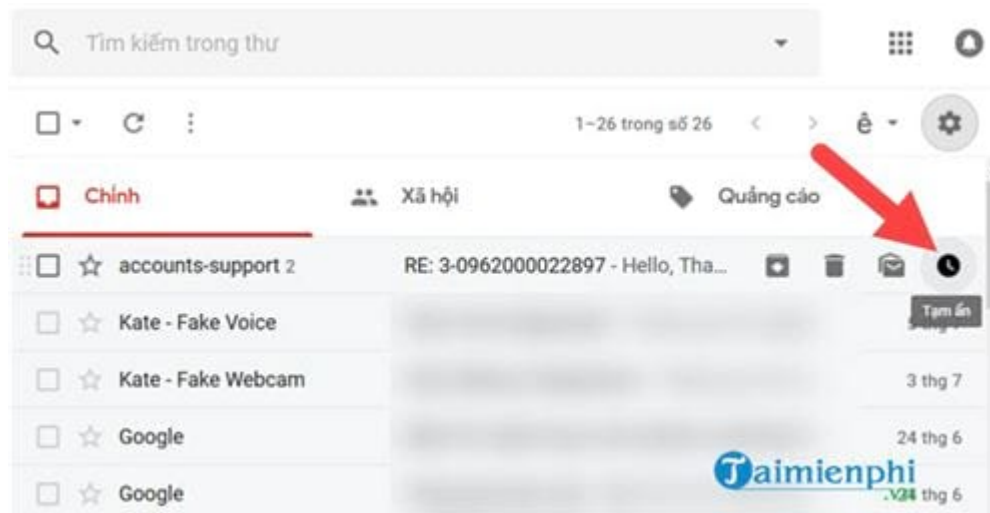 Tìm kiếm trong thư
1–26 trong số 26 ê
Chính Xã hội Quảng cáo
accounts-support 2 RE: 3-0962000022897 - Hello, Tha...
Tạm ẩn
Kate - Fake Voice
Kate - Fake Webcam 3 thg 7
Google 24 thg 6
Taimienphi
Google .vn thg 6